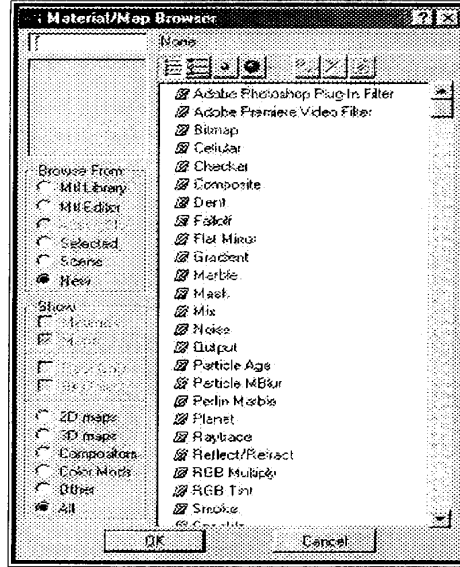 Material/Map Browser
None
Adobe Photoshop Plug-In Filter
Adobe Premiere Video Filter
Bitmap
Cellular
Checker
Composite
Dent
Falloff
Flat Mirror
Gradient
Marble
Mask
Mix
Noise
Output
Particle Age
Particle MBlur
Perlin Marble
Planet
Raytrace
Reflect/Refract
RGB Multiply
RGB Tint
Smoke
Browse From:
Mtl Library
Mtl Editor
Selected
Scene
New
Show
2D maps
3D maps
Compositors
Color Mods
Other
All
OK
Cancel